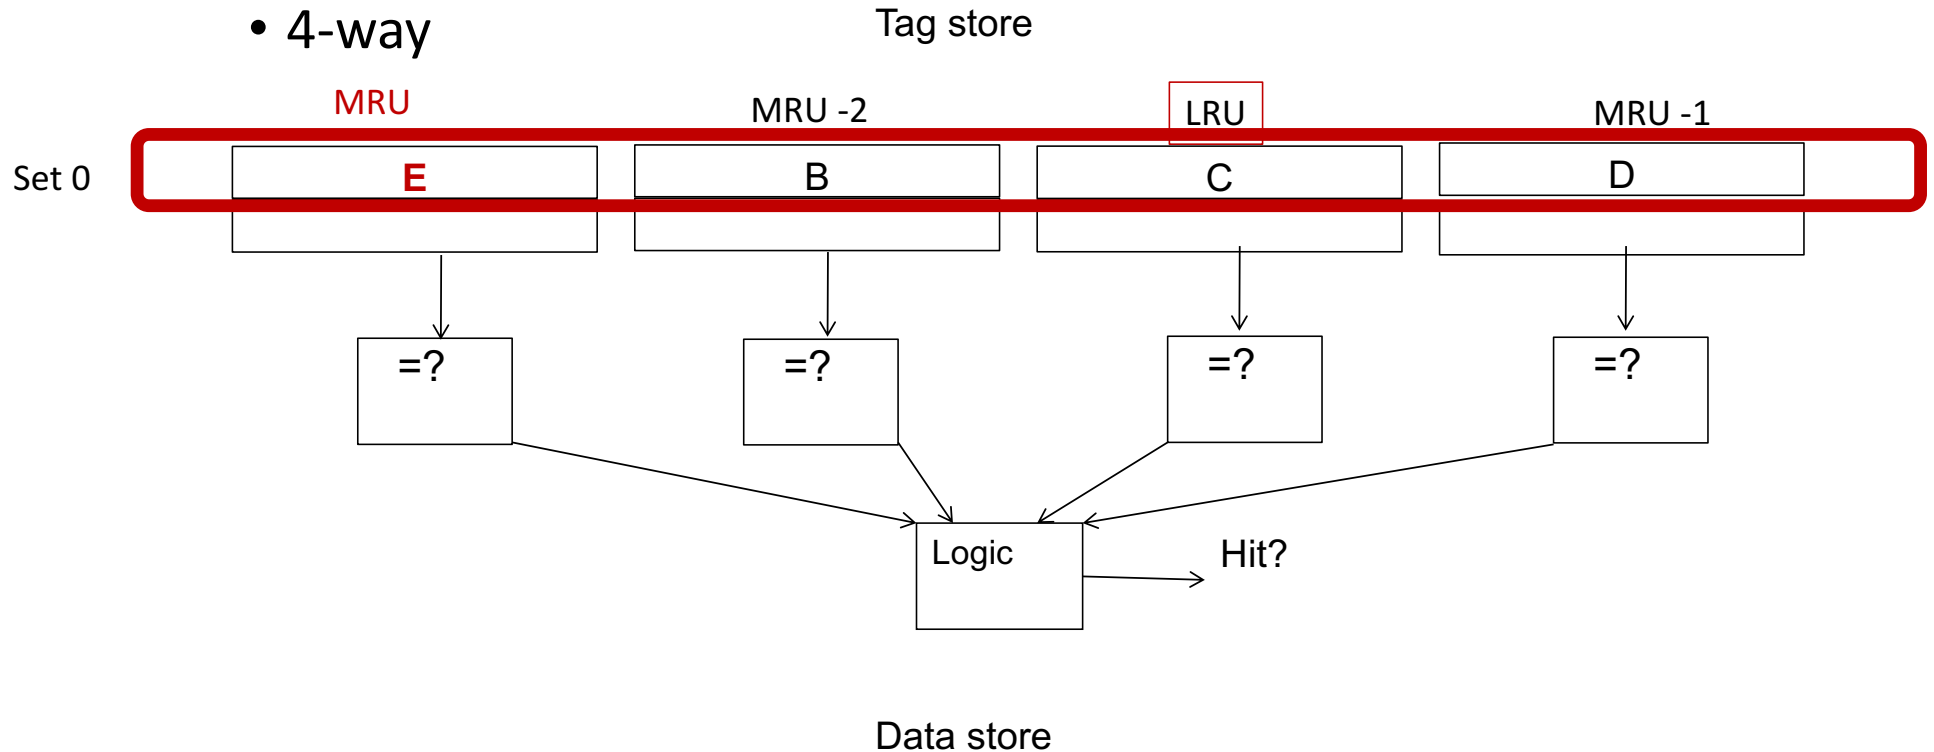 • 4-way
Tag store
MRU
MRU -2
LRU
MRU -1
Set 0
E
B
C
D
=?
=?
=?
=?
Logic
Hit?
Data store